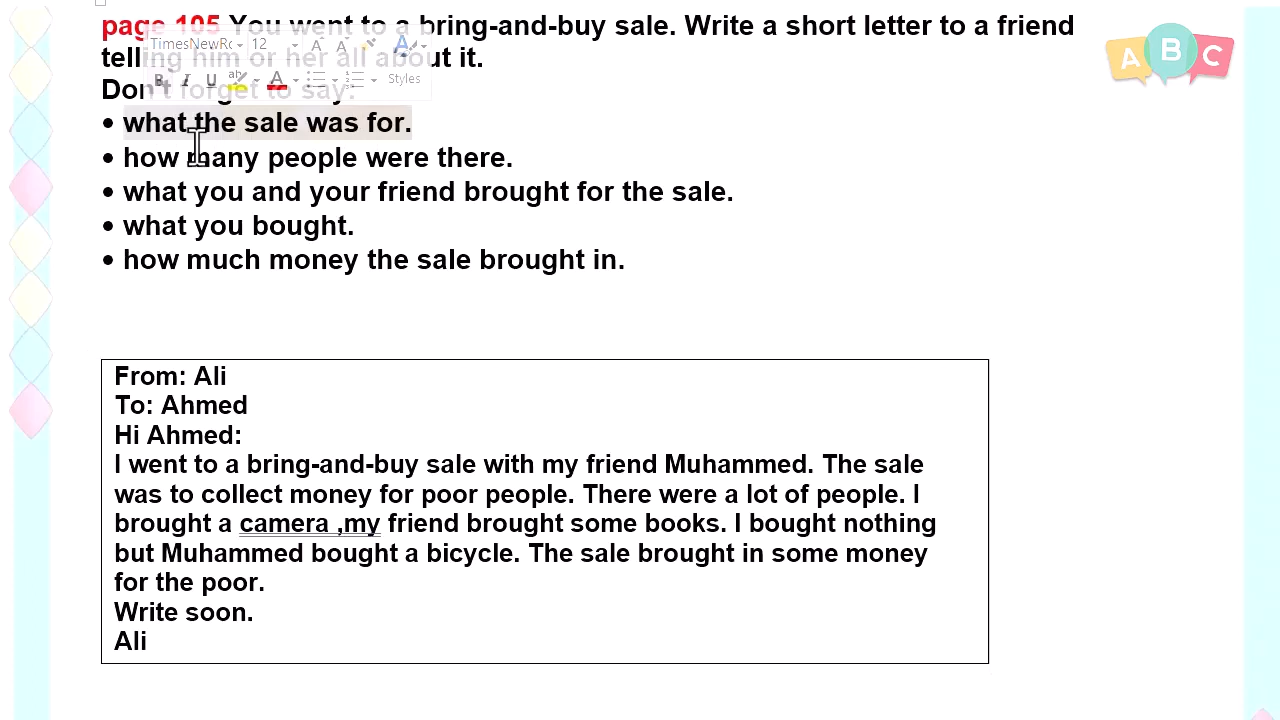 page 105 You went to a bring-and-buy sale. Write a short letter to a friend
telling him or her all about it.
TimesNewRo 12
Don't forget to say:
B I U ab A Styles
• what the sale was for.
• how many people were there.
• what you and your friend brought for the sale.
• what you bought.
• how much money the sale brought in.
A B C
From: Ali
To: Ahmed
Hi Ahmed:
I went to a bring-and-buy sale with my friend Muhammed. The sale
was to collect money for poor people. There were a lot of people. I
brought a camera ,my friend brought some books. I bought nothing
but Muhammed bought a bicycle. The sale brought in some money
for the poor.
Write soon.
Ali